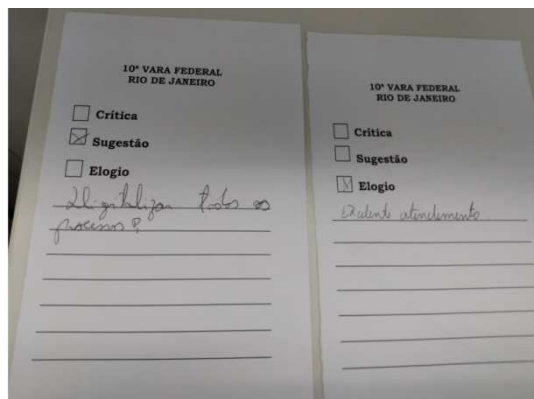 10ª VARA FEDERAL
RIO DE JANEIRO
Crítica
Sugestão
Elogio
Digitalizar todos os
processos
10ª VARA FEDERAL
RIO DE JANEIRO
Crítica
Sugestão
Elogio
Excelente atendimento